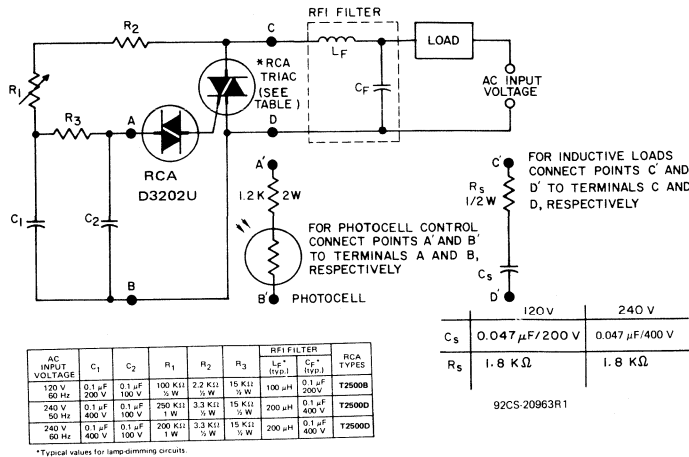 RFI FILTER
R2
C
LF
LOAD
*RCA
TRIAC
(SEE
TABLE)
CF
AC INPUT
VOLTAGE
R1
R3
A
D
RCA
D3202U
C1
C2
B
A'
1.2 K
2W
FOR PHOTOCELL CONTROL
CONNECT POINTS A' AND B'
TO TERMINALS A AND B,
RESPECTIVELY
B'
PHOTOCELL
C'
RS
1/2 W
CS
D'
FOR INDUCTIVE LOADS
CONNECT POINTS C' AND
D' TO TERMINALS C AND
D, RESPECTIVELY
120 V 240 V
CS 0.047 µF/200 V 0.047 µF/400 V
RS 1.8 KΩ 1.8 KΩ
92CS-20963R1
RFI FILTER
AC INPUT VOLTAGE C1 C2 R1 R2 R3 LF* (typ.) CF* (typ.) RCA TYPES
120 V 60 Hz 0.1 µF 200 V 0.1 µF 100 V 100 KΩ ½ W 2.2 KΩ ½ W 15 KΩ ½ W 100 µH 0.1 µF 200V T2500B
240 V 50 Hz 0.1 µF 400 V 0.1 µF 100 V 250 KΩ 1 W 3.3 KΩ ½ W 15 KΩ ½ W 200 µH 0.1 µF 400 V T2500D
240 V 60 Hz 0.1 µF 400 V 0.1 µF 100 V 200 KΩ 1 W 3.3 KΩ ½ W 15 KΩ ½ W 200 µH 0.1 µF 400 V T2500D
*Typical values for lamp-dimming circuits.